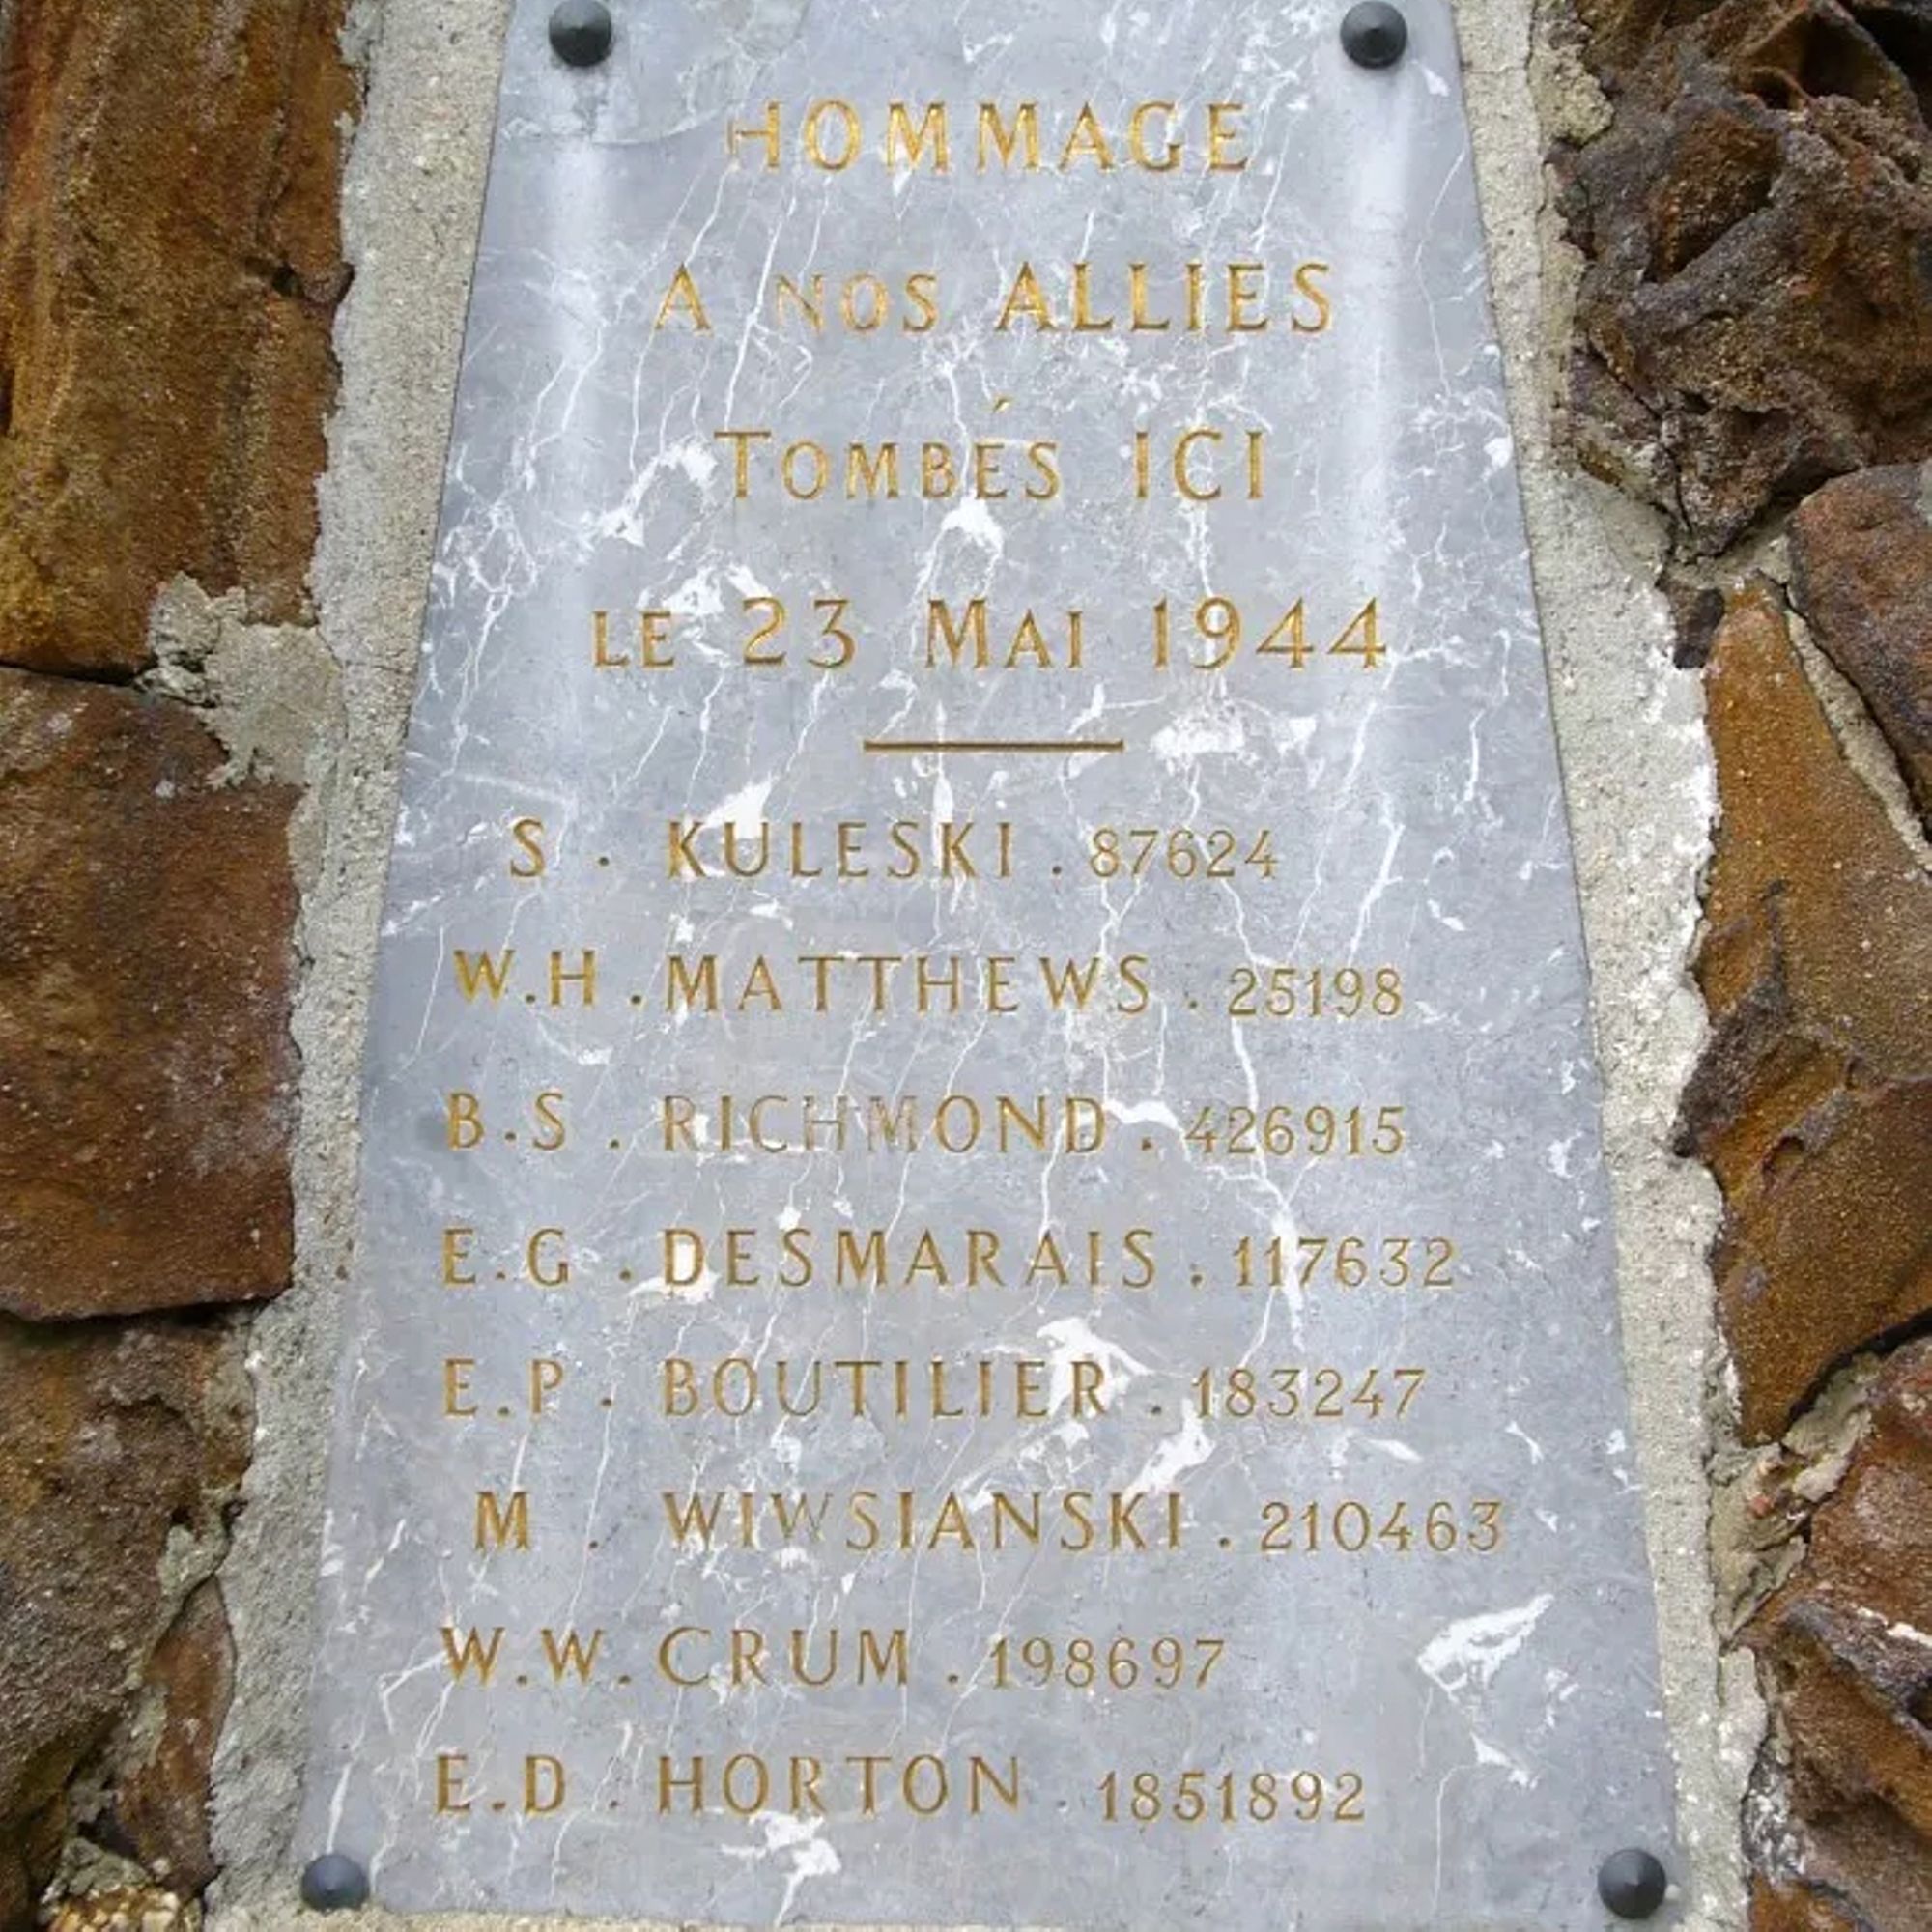 HOMMAGE
A NOS ALLIES
TOMBÉS ICI
LE 23 MAI 1944
S . KULESKI . 87624
W.H . MATTHEWS . 25198
B.S . RICHMOND . 426915
E.G . DESMARAIS . 117632
E.P . BOUTILIER . 183247
M . WIWSIANSKI . 210463
W.W. CRUM . 198697
E.D . HORTON . 1851892